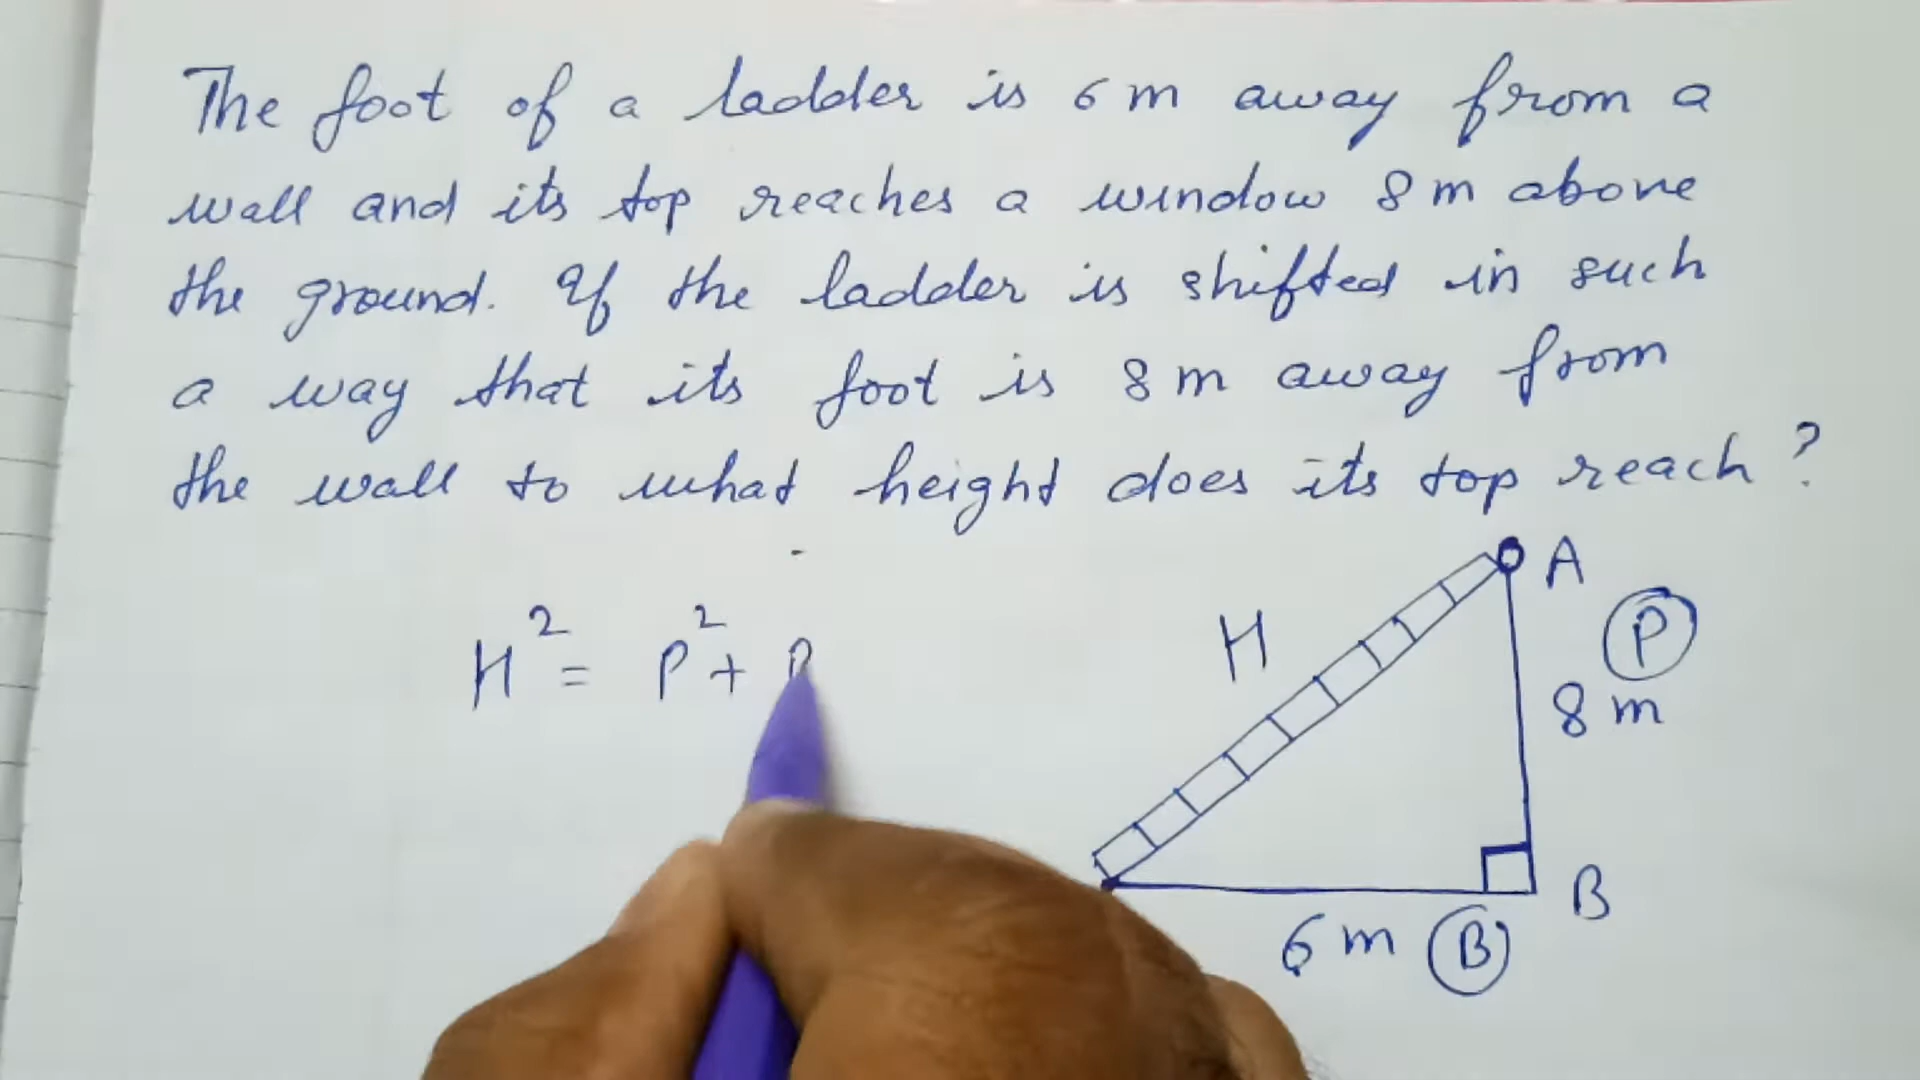 The foot of a ladder is 6 m away from a
wall and its top reaches a window 8 m above
the ground. If the ladder is shifted in such
a way that its foot is 8 m away from
the wall to what height does its top reach?
A
H² = P² +
H
P
8 m
B
6 m B